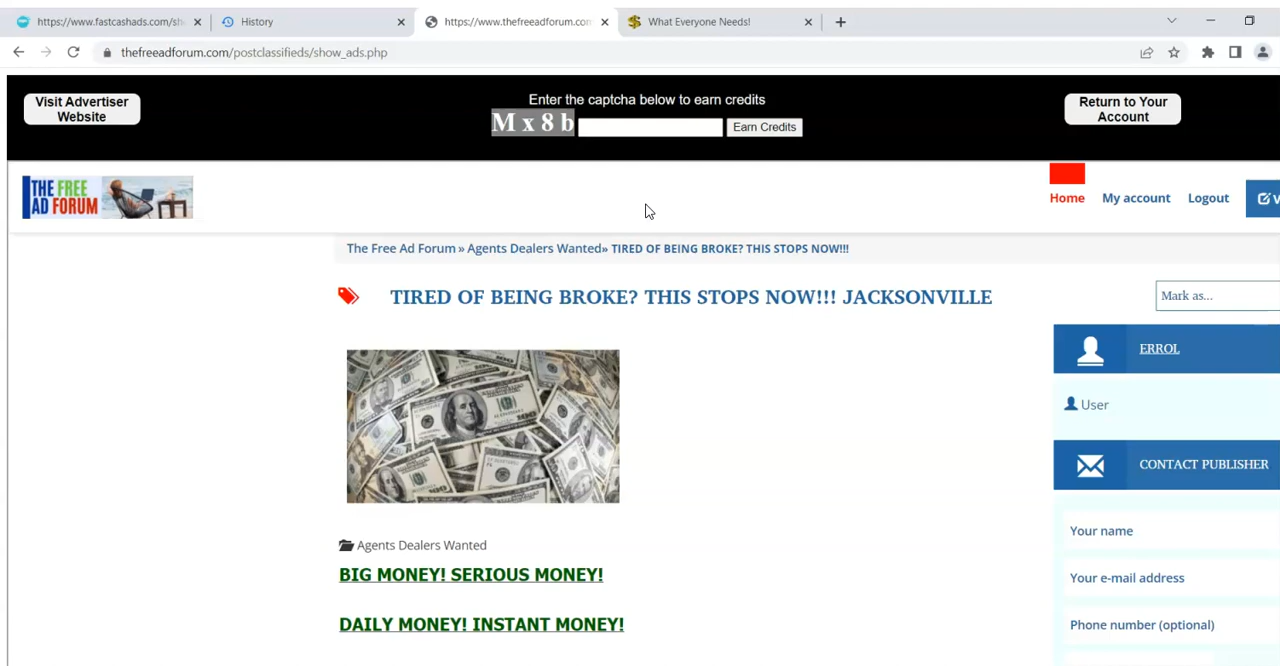 https://www.fastcashads.com/sh
History
https://www.thefreeadforum.com
What Everyone Needs!
thefreeadforum.com/postclassifieds/show_ads.php
Visit Advertiser
Website
Enter the captcha below to earn credits
M x 8 b
Earn Credits
Return to Your
Account
THE FREE
AD FORUM
Home
My account
Logout
The Free Ad Forum » Agents Dealers Wanted» TIRED OF BEING BROKE? THIS STOPS NOW!!!
TIRED OF BEING BROKE? THIS STOPS NOW!!! JACKSONVILLE
Mark as...
ERROL
User
CONTACT PUBLISHER
Your name
Your e-mail address
Phone number (optional)
Agents Dealers Wanted
BIG MONEY! SERIOUS MONEY!
DAILY MONEY! INSTANT MONEY!